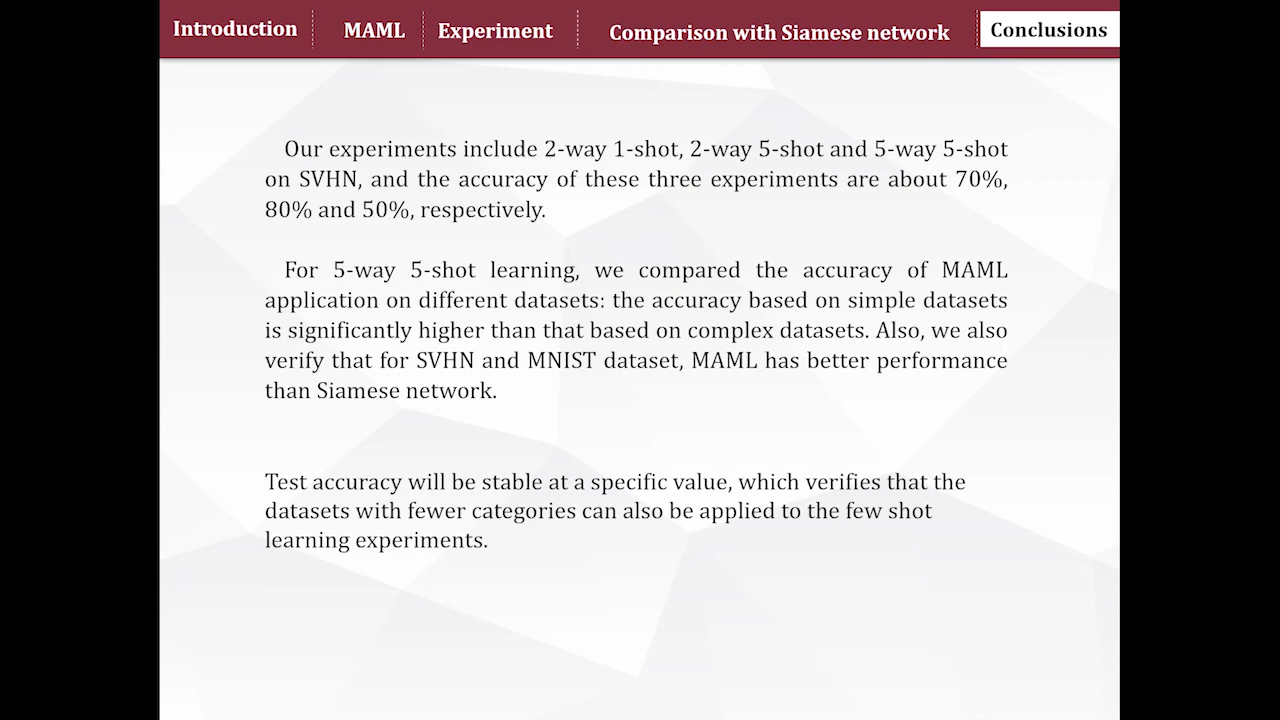 Introduction MAML Experiment Comparison with Siamese network Conclusions
Our experiments include 2-way 1-shot, 2-way 5-shot and 5-way 5-shot
on SVHN, and the accuracy of these three experiments are about 70%,
80% and 50%, respectively.
For 5-way 5-shot learning, we compared the accuracy of MAML
application on different datasets: the accuracy based on simple datasets
is significantly higher than that based on complex datasets. Also, we also
verify that for SVHN and MNIST dataset, MAML has better performance
than Siamese network.
Test accuracy will be stable at a specific value, which verifies that the
datasets with fewer categories can also be applied to the few shot
learning experiments.